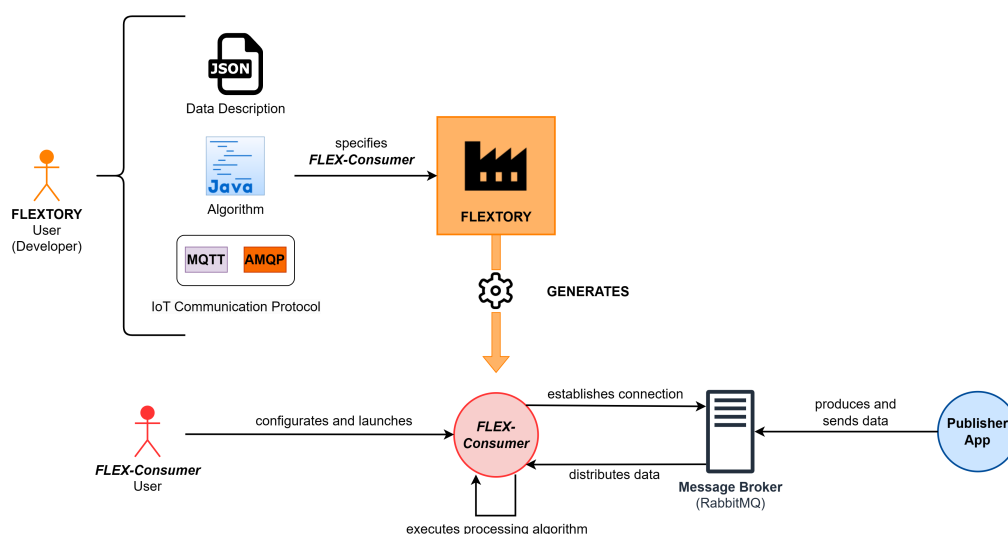 JSON
Data Description
Java
Algorithm
MQTT
AMQP
IoT Communication Protocol
FLEXTORY
User
(Developer)
specifies
FLEX-Consumer
FLEXTORY
GENERATES
FLEX-Consumer
User
configurates and launches
FLEX-
Consumer
establishes connection
distributes data
executes processing algorithm
Message Broker
(RabbitMQ)
produces and
sends data
Publisher
App